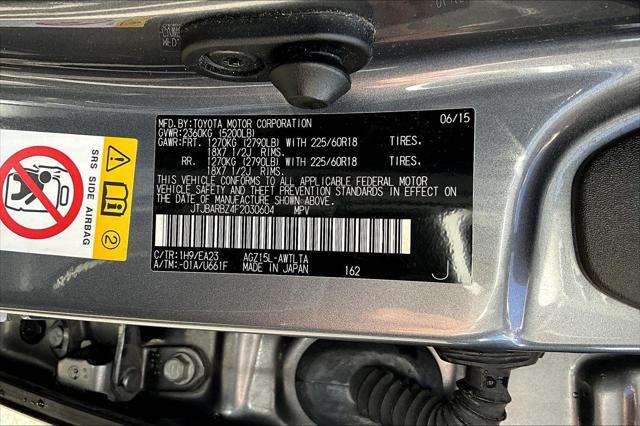 MFD. BY:TOYOTA MOTOR CORPORATION 06/15
GVWR:2360KG (5200LB)
GAWR:FRT. 1270KG (2790LB) WITH 225/60R18 TIRES.
18X7 1/2J RIMS.
RR. 1270KG (2790LB) WITH 225/60R18 TIRES.
18X7 1/2J RIMS.
THIS VEHICLE CONFORMS TO ALL APPLICABLE FEDERAL MOTOR
VEHICLE SAFETY AND THEFT PREVENTION STANDARDS IN EFFECT ON
THE DATE OF MANUFACTURE SHOWN ABOVE.
JTJBARBZ4F2030604 MPV
C/TR:1H9/EA23 AGZ15L-AWTLTA
A/TM:-01A/U661F MADE IN JAPAN 162 J
SRS SIDE AIRBAG
2